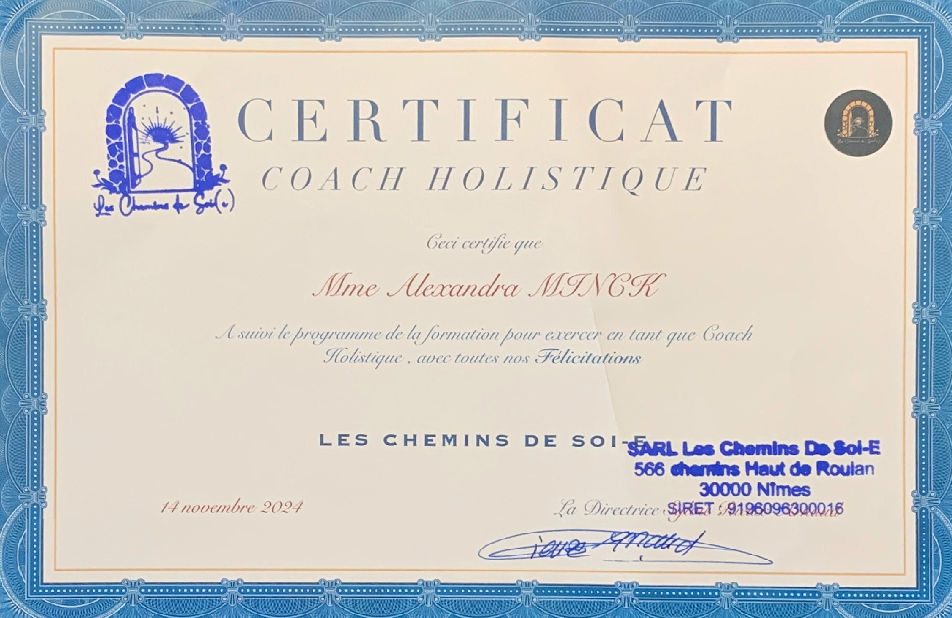 CERTIFICAT
COACH HOLISTIQUE
Les Chemins de Soi(e)
Ceci certifie que
Mme Alexandra MINCK
A suivi le programme de la formation pour exercer en tant que Coach
Holistique , avec toutes nos Félicitations
LES CHEMINS DE SOI-E
SARL Les Chemins De Soi-E
566 chemins Haut de Roulan
30000 Nîmes
SIRET : 9196096300016
14 novembre 2024
La Directrice